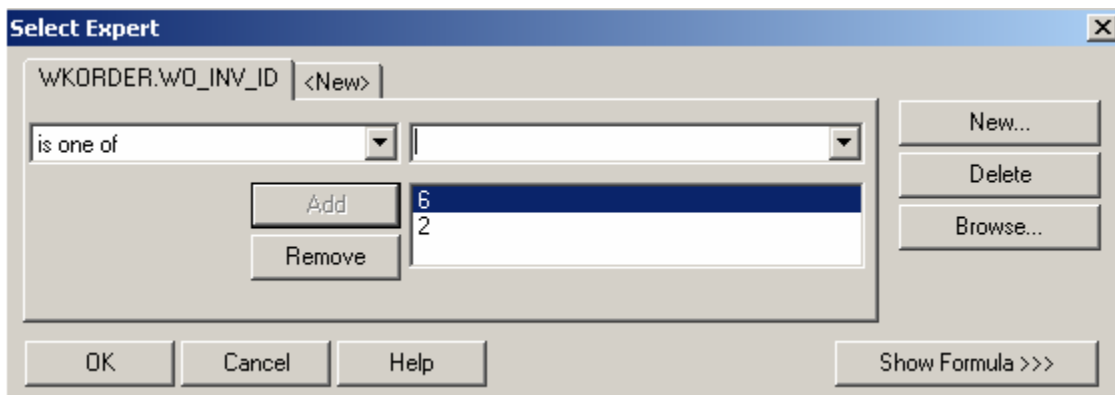 Select Expert
WKORDER.WO_INV_ID <New>
is one of
New...
Delete
Browse...
Add
Remove
6
2
OK Cancel Help Show Formula >>>